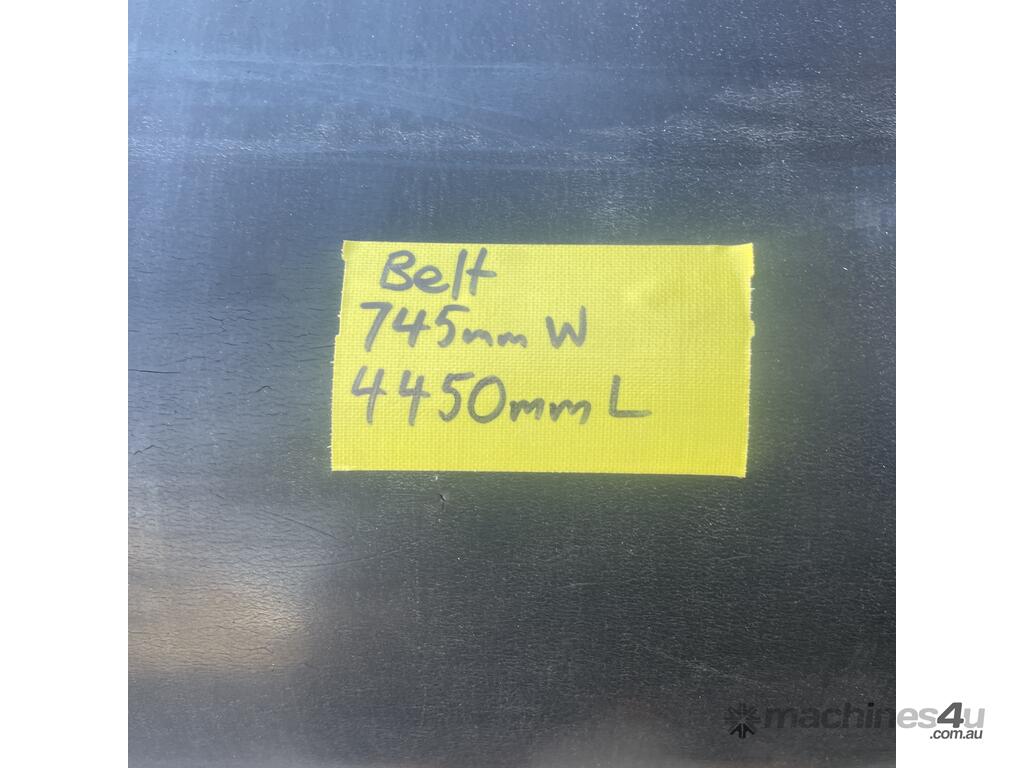 Belt
745mm W
4450mm L
machines4u
.com.au